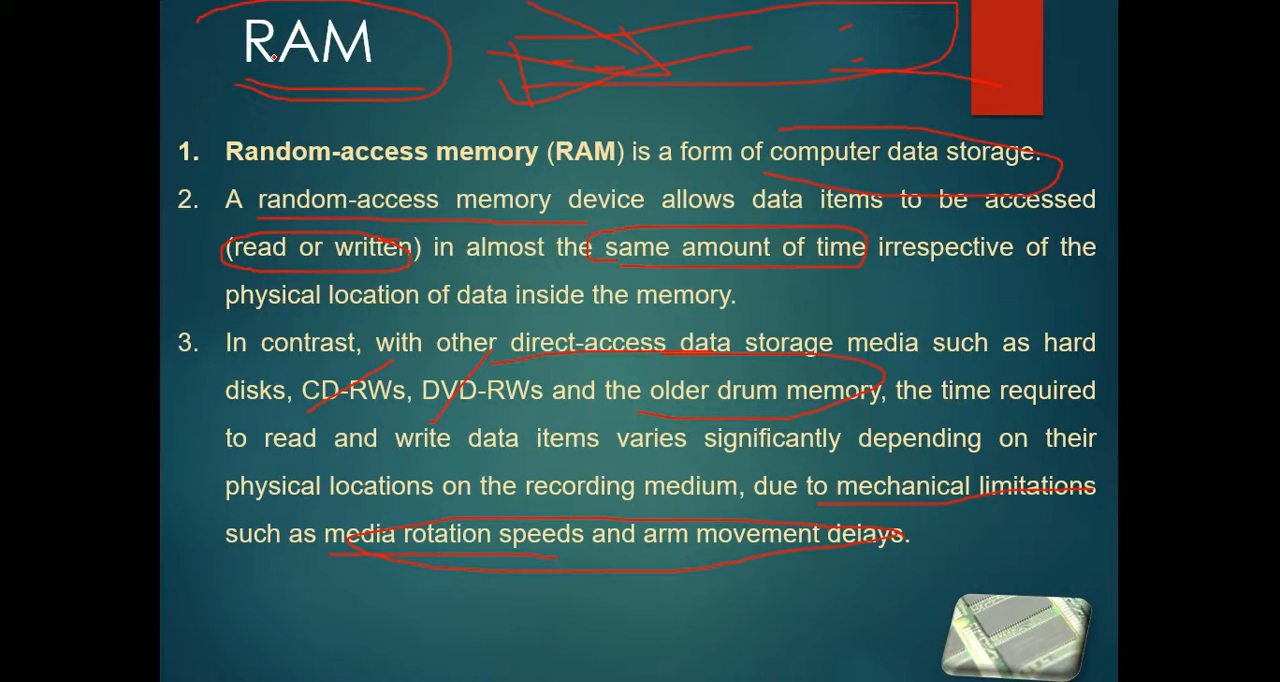 RAM
1. Random-access memory (RAM) is a form of computer data storage.
2. A random-access memory device allows data items to be accessed
(read or written) in almost the same amount of time irrespective of the
physical location of data inside the memory.
3. In contrast, with other direct-access data storage media such as hard
disks, CD-RWs, DVD-RWs and the older drum memory, the time required
to read and write data items varies significantly depending on their
physical locations on the recording medium, due to mechanical limitations
such as media rotation speeds and arm movement delays.